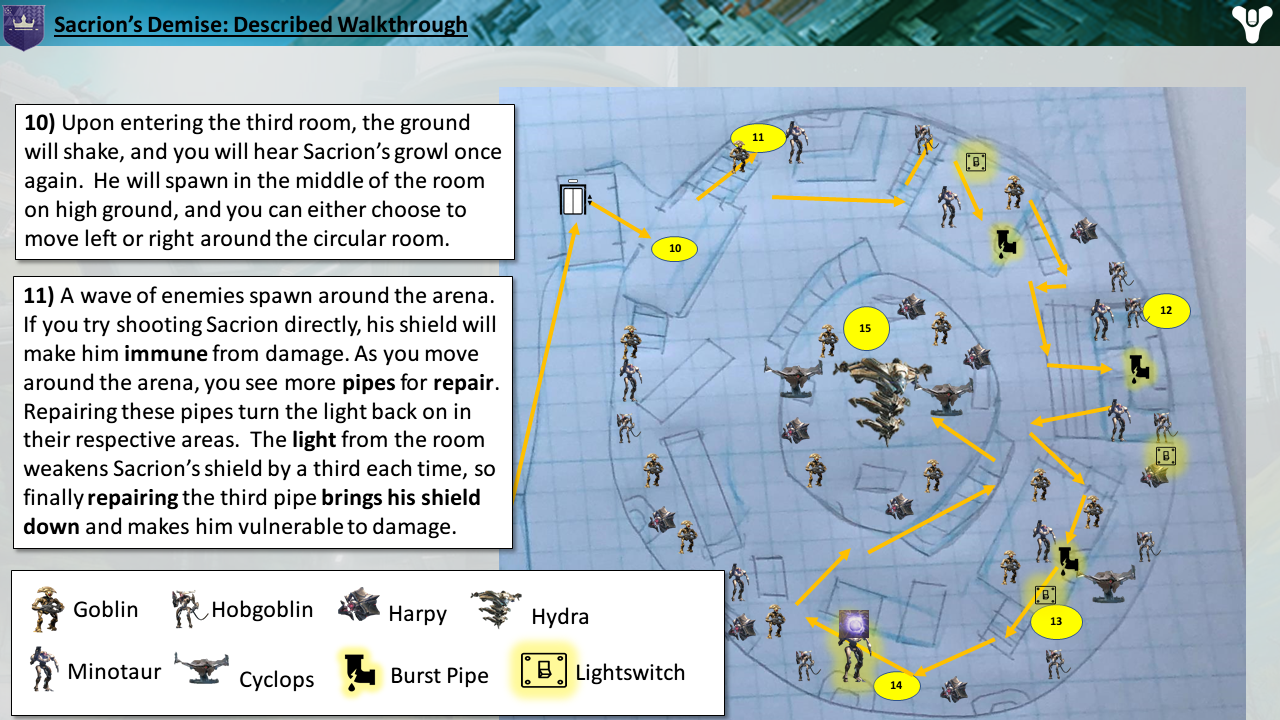 Sacrion's Demise: Described Walkthrough
10) Upon entering the third room, the ground
will shake, and you will hear Sacrion's growl once
again.  He will spawn in the middle of the room
on high ground, and you can either choose to
move left or right around the circular room.
11) A wave of enemies spawn around the arena.
If you try shooting Sacrion directly, his shield will
make him immune from damage. As you move
around the arena, you see more pipes for repair.
Repairing these pipes turn the light back on in
their respective areas.  The light from the room
weakens Sacrion's shield by a third each time, so
finally repairing the third pipe brings his shield
down and makes him vulnerable to damage.
Goblin
Hobgoblin
Harpy
Hydra
Minotaur
Cyclops
Burst Pipe
Lightswitch
11
10
12
15
13
14